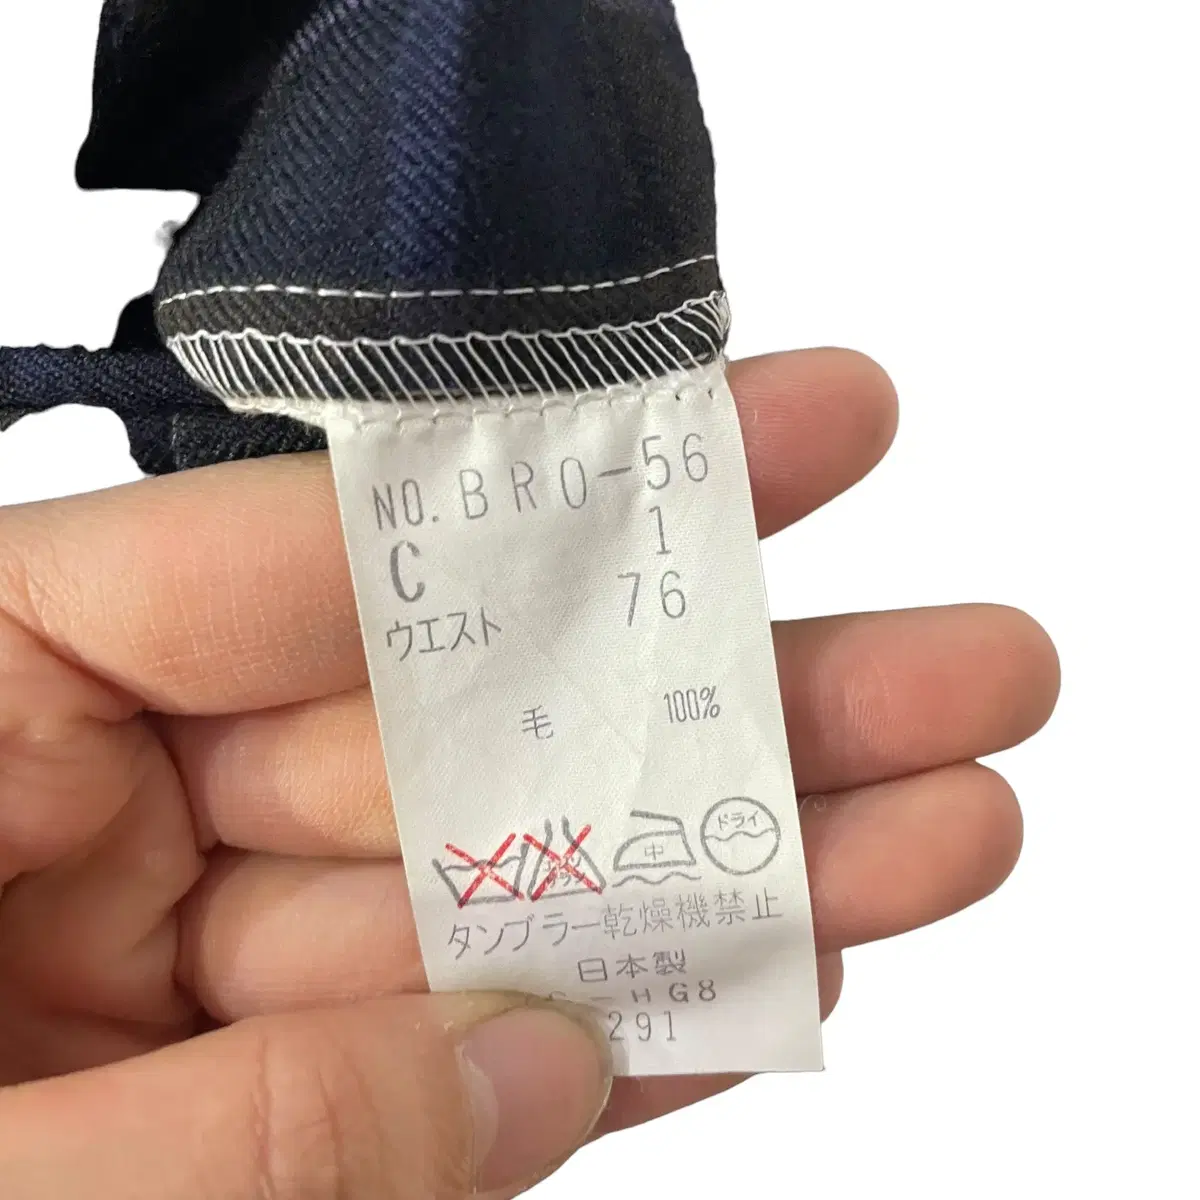 NO. BRO-56
C 1
ウエスト 76
毛 100%
中 ドライ
タンブラー乾燥機禁止
日本製
-HG8
291